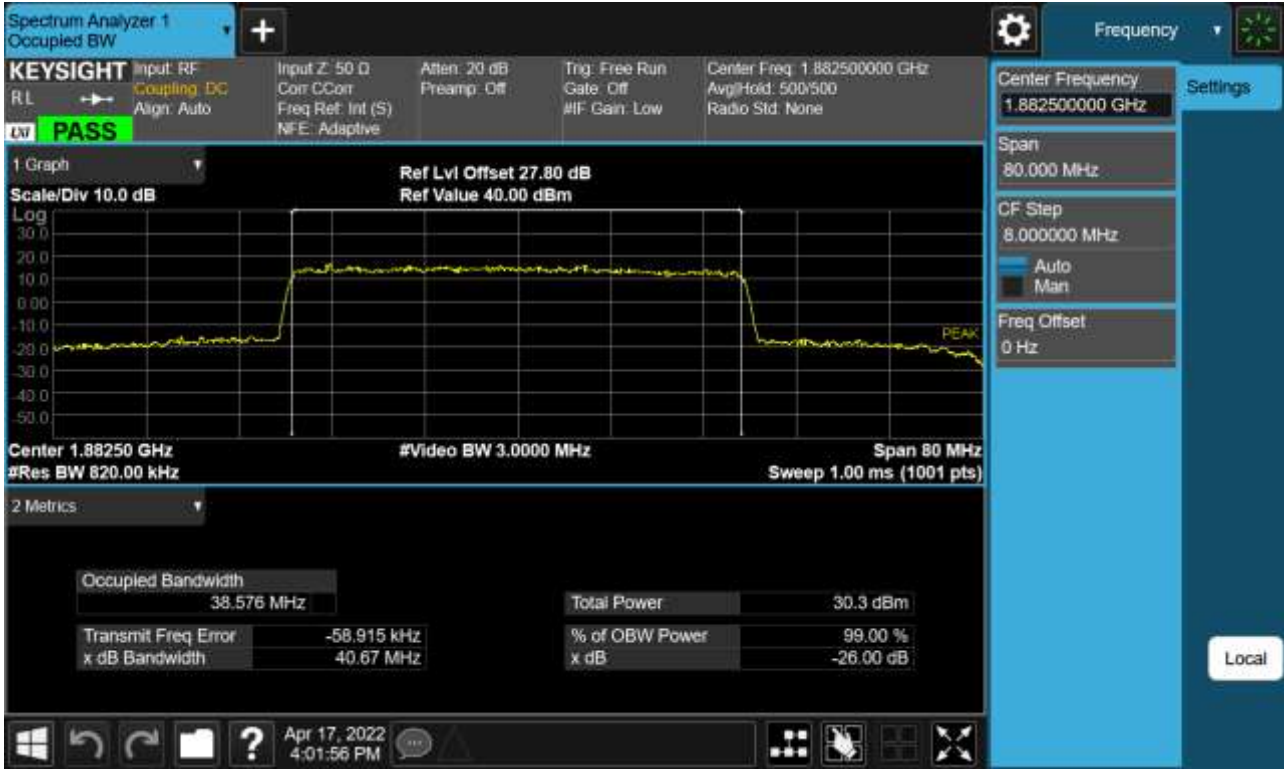 Spectrum Analyzer 1
Occupied BW
+
Frequency
KEYSIGHT
RL
LXI
PASS
Input: RF
Coupling: DC
Align: Auto
Input Z: 50 Ω
Corr CCorr
Freq Ref: Int (S)
NFE: Adaptive
Atten: 20 dB
Preamp: Off
Trig: Free Run
Gate: Off
#IF Gain: Low
Center Freq: 1.882500000 GHz
Avg|Hold: 500/500
Radio Std: None
1 Graph
Scale/Div 10.0 dB
Ref Lvl Offset 27.80 dB
Ref Value 40.00 dBm
Log
30.0
20.0
10.0
0.00
-10.0
-20.0
-30.0
-40.0
-50.0
PEAK
Center 1.88250 GHz
#Video BW 3.0000 MHz
Span 80 MHz
#Res BW 820.00 kHz
Sweep 1.00 ms (1001 pts)
2 Metrics
Occupied Bandwidth
38.576 MHz
Total Power 30.3 dBm
Transmit Freq Error -58.915 kHz
% of OBW Power 99.00 %
x dB Bandwidth 40.67 MHz
x dB -26.00 dB
Center Frequency
1.882500000 GHz
Settings
Span
80.000 MHz
CF Step
8.000000 MHz
Auto
Man
Freq Offset
0 Hz
Local
?
Apr 17, 2022
4:01:56 PM